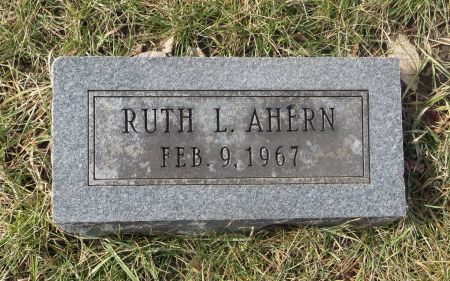 RUTH L. AHERN
FEB. 9, 1967